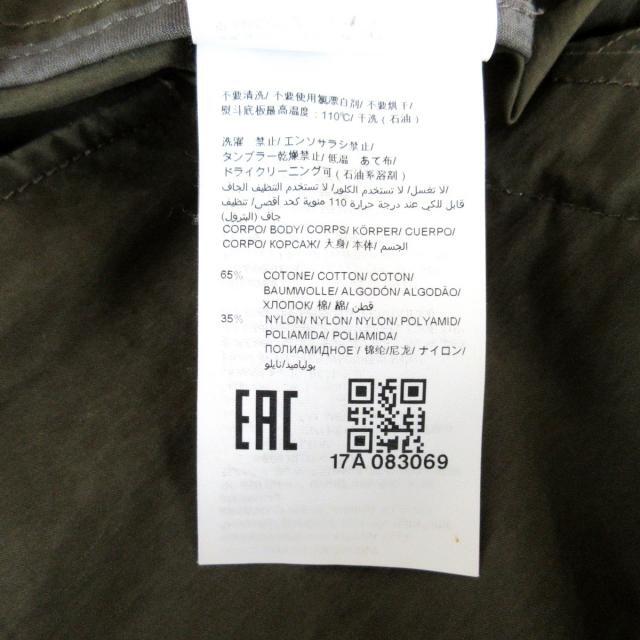 不要清洗/ 不要使用氯漂白剂/ 不要烘干/
熨斗底板最高温度：110℃/ 干洗（石油）
洗濯 禁止/ エンソサラシ禁止/
タンブラー乾燥禁止/低温 あて布/
ドライクリーニング可（石油系溶剤）
لا تغسل/ لا تستخدم الكلور/ لا تستخدم التنظيف الجاف/
قابل للكي عند درجة حرارة 110 مئوية كحد أقصى/ تنظيف
جاف (البترول)
CORPO/ BODY/ CORPS/ KÖRPER/ CUERPO/
CORPO/ КОРСАЖ/ 大身/ 本体/ الجسم
65% COTONE/ COTTON/ COTON/
BAUMWOLLE/ ALGODÓN/ ALGODÃO/
ХЛОПОК/ 棉/ 綿/ قطن
35% NYLON/ NYLON/ NYLON/ POLYAMID/
POLIAMIDA/ POLIAMIDA/
ПОЛИАМИДНОЕ / 锦纶/尼龙/ ナイロン/
بولياميد/نايلو
EAC
17A 083069